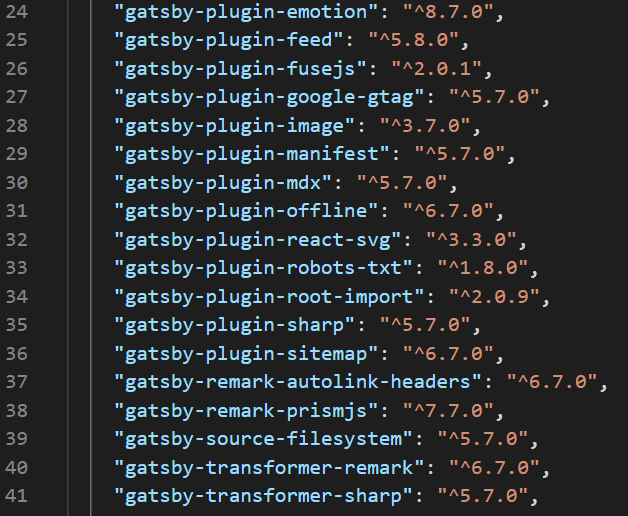 24 "gatsby-plugin-emotion": "^8.7.0",
25 "gatsby-plugin-feed": "^5.8.0",
26 "gatsby-plugin-fusejs": "^2.0.1",
27 "gatsby-plugin-google-gtag": "^5.7.0",
28 "gatsby-plugin-image": "^3.7.0",
29 "gatsby-plugin-manifest": "^5.7.0",
30 "gatsby-plugin-mdx": "^5.7.0",
31 "gatsby-plugin-offline": "^6.7.0",
32 "gatsby-plugin-react-svg": "^3.3.0",
33 "gatsby-plugin-robots-txt": "^1.8.0",
34 "gatsby-plugin-root-import": "^2.0.9",
35 "gatsby-plugin-sharp": "^5.7.0",
36 "gatsby-plugin-sitemap": "^6.7.0",
37 "gatsby-remark-autolink-headers": "^6.7.0",
38 "gatsby-remark-prismjs": "^7.7.0",
39 "gatsby-source-filesystem": "^5.7.0",
40 "gatsby-transformer-remark": "^6.7.0",
41 "gatsby-transformer-sharp": "^5.7.0",